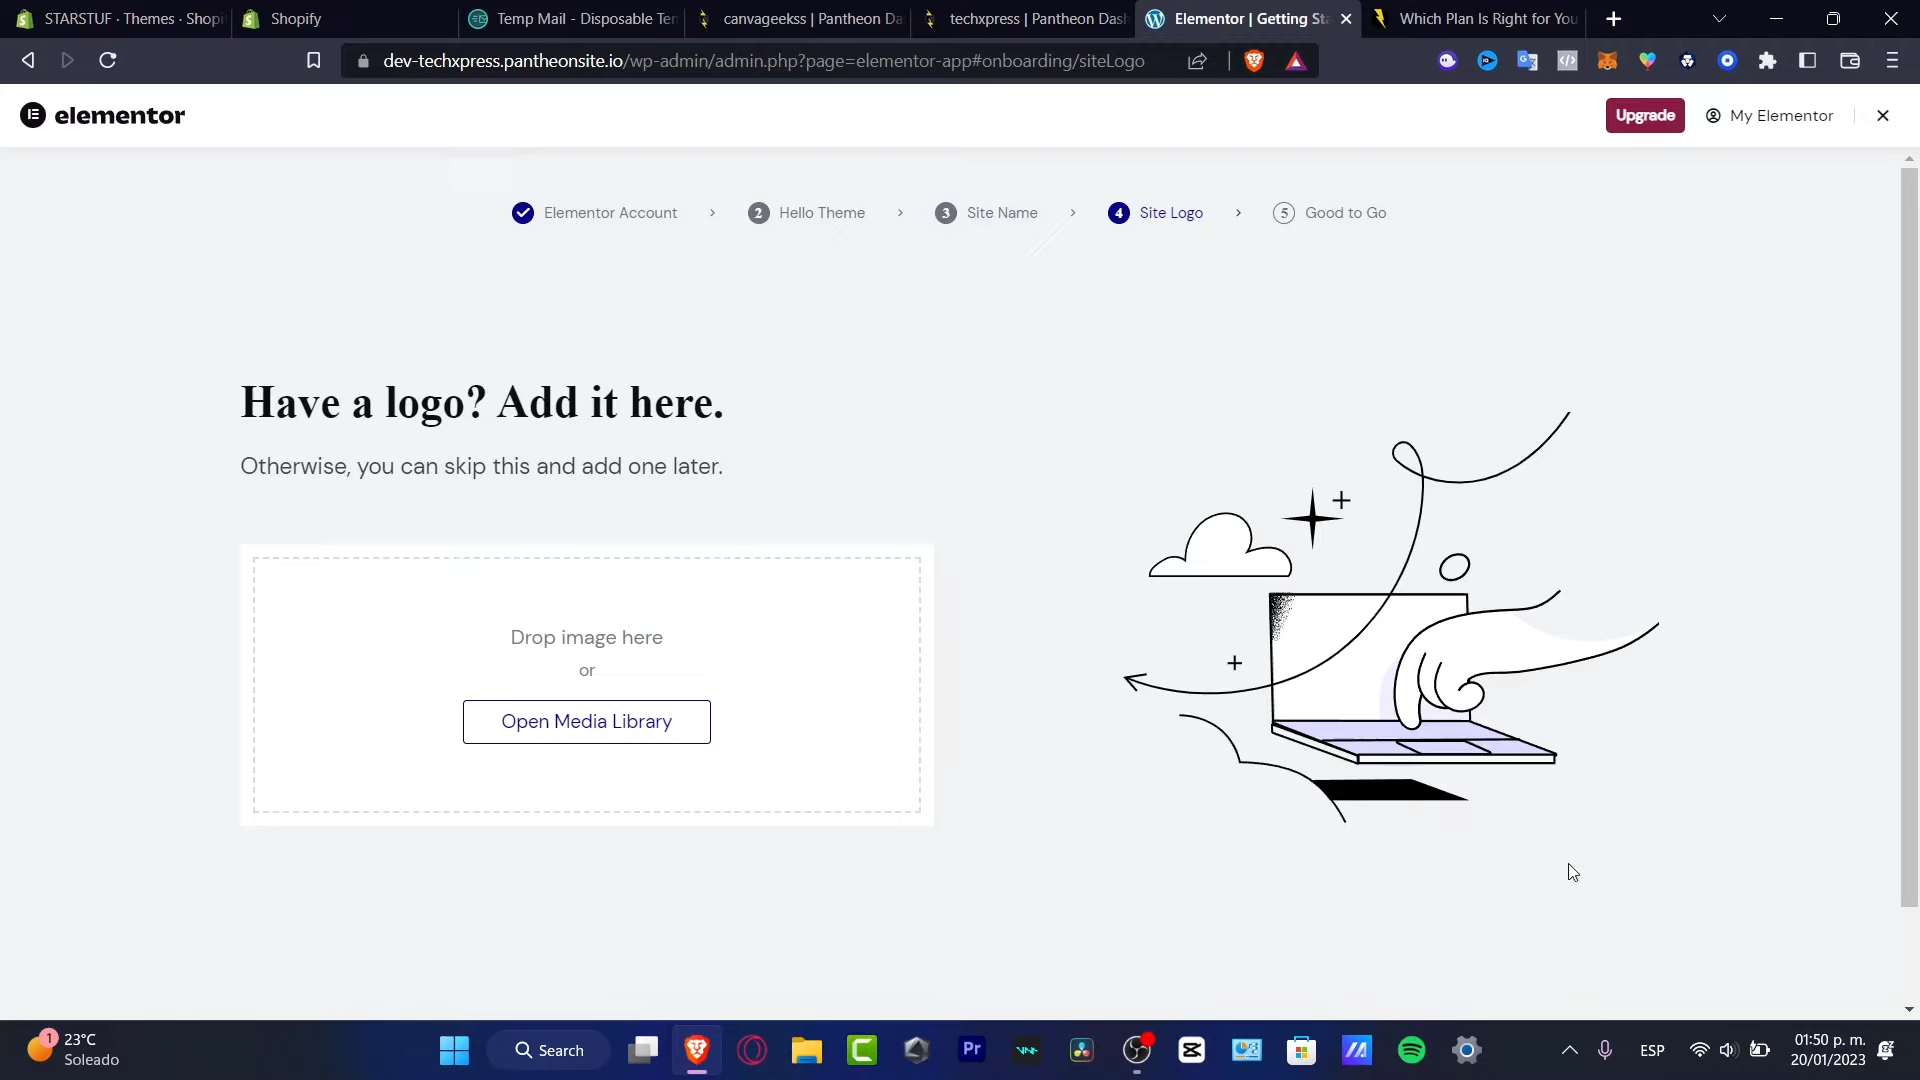 STARSTUF · Themes · Shopi
Shopify
Temp Mail - Disposable Ten
canvageekss | Pantheon Da
techxpress | Pantheon Dash
Elementor | Getting Sta
Which Plan Is Right for You
dev-techxpress.pantheonsite.io/wp-admin/admin.php?page=elementor-app#onboarding/siteLogo
elementor
Upgrade
My Elementor
Elementor Account
2 Hello Theme
3 Site Name
4 Site Logo
5 Good to Go
Have a logo? Add it here.
Otherwise, you can skip this and add one later.
Drop image here
or
Open Media Library
1
23°C
Soleado
Search
Pr
ESP
01:50 p. m.
20/01/2023